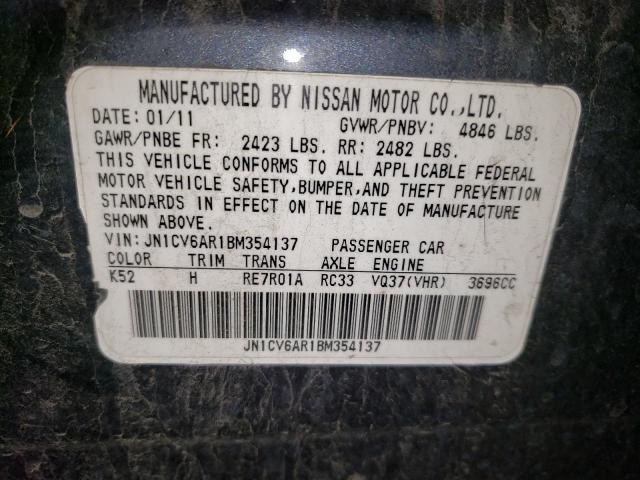 MANUFACTURED BY NISSAN MOTOR CO.,LTD.
DATE: 01/11 GVWR/PNBV: 4846 LBS.
GAWR/PNBE FR: 2423 LBS. RR: 2482 LBS.
THIS VEHICLE CONFORMS TO ALL APPLICABLE FEDERAL
MOTOR VEHICLE SAFETY,BUMPER,AND THEFT PREVENTION
STANDARDS IN EFFECT ON THE DATE OF MANUFACTURE
SHOWN ABOVE.
VIN:JN1CV6AR1BM354137 PASSENGER CAR
COLOR TRIM TRANS AXLE ENGINE
K52 H RE7R01A RC33 VQ37(VHR) 3696CC
JN1CV6AR1BM354137